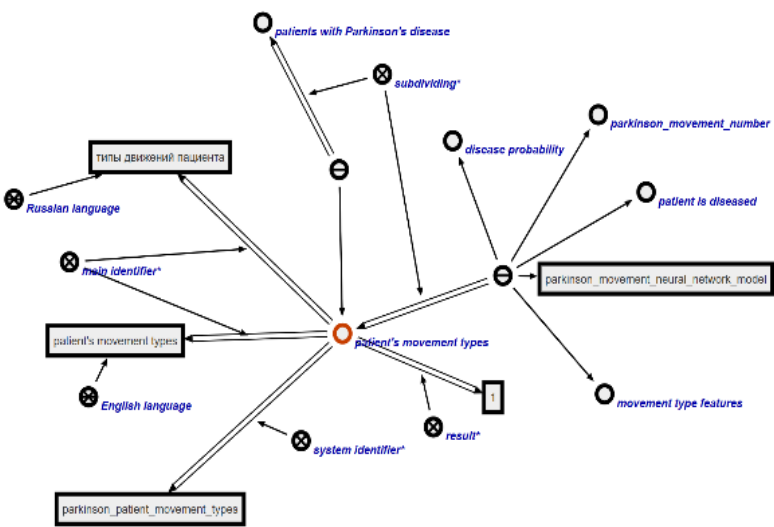 patients with Parkinson's disease
subdividing*
parkinson_movement_number
disease probability
типы движений пациента
patient is diseased
Russian language
main identifier*
parkinson_movement_neural_network_model
patient's movement types
patient's movement types
1
English language
movement type features
result*
system identifier*
parkinson_patient_movement_types